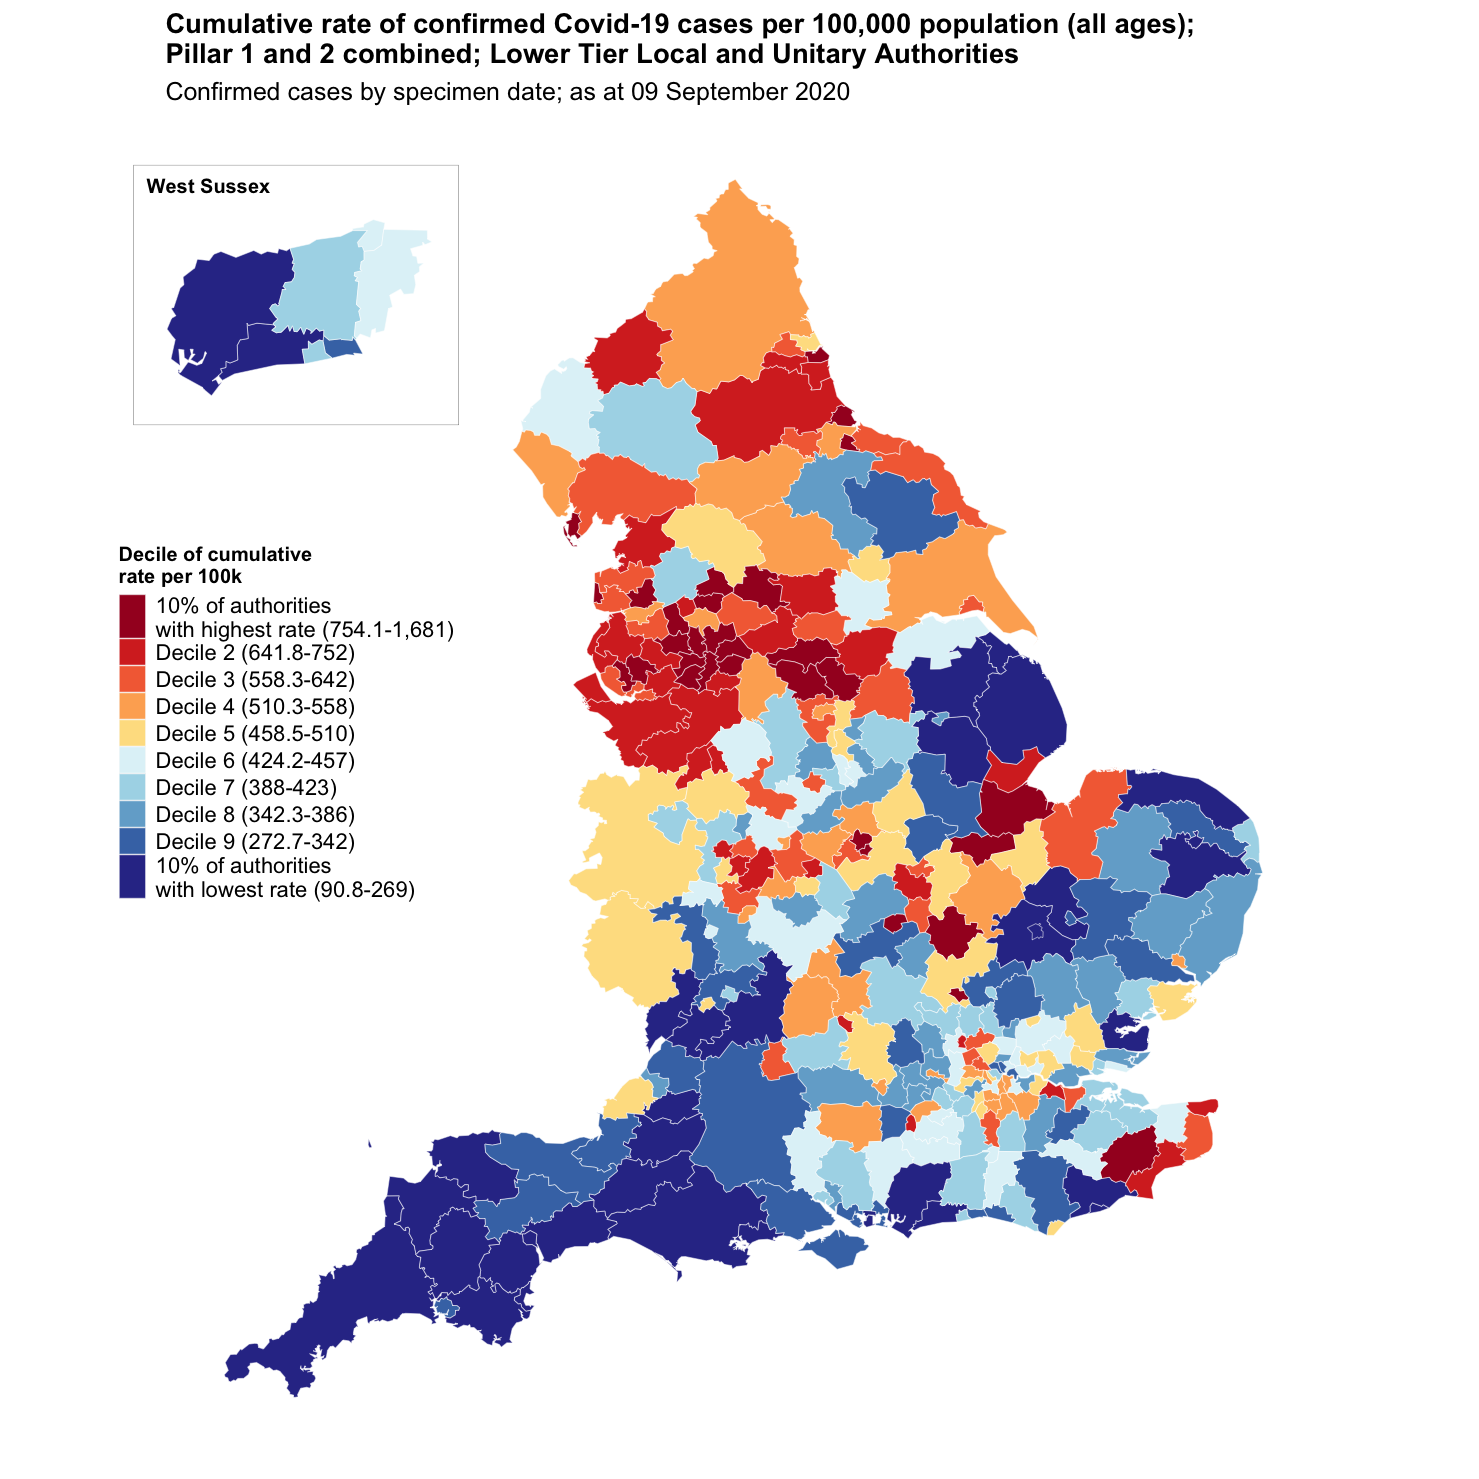 Cumulative rate of confirmed Covid-19 cases per 100,000 population (all ages);
Pillar 1 and 2 combined; Lower Tier Local and Unitary Authorities
Confirmed cases by specimen date; as at 09 September 2020
West Sussex
Decile of cumulative
rate per 100k
10% of authorities
with highest rate (754.1-1,681)
Decile 2 (641.8-752)
Decile 3 (558.3-642)
Decile 4 (510.3-558)
Decile 5 (458.5-510)
Decile 6 (424.2-457)
Decile 7 (388-423)
Decile 8 (342.3-386)
Decile 9 (272.7-342)
10% of authorities
with lowest rate (90.8-269)